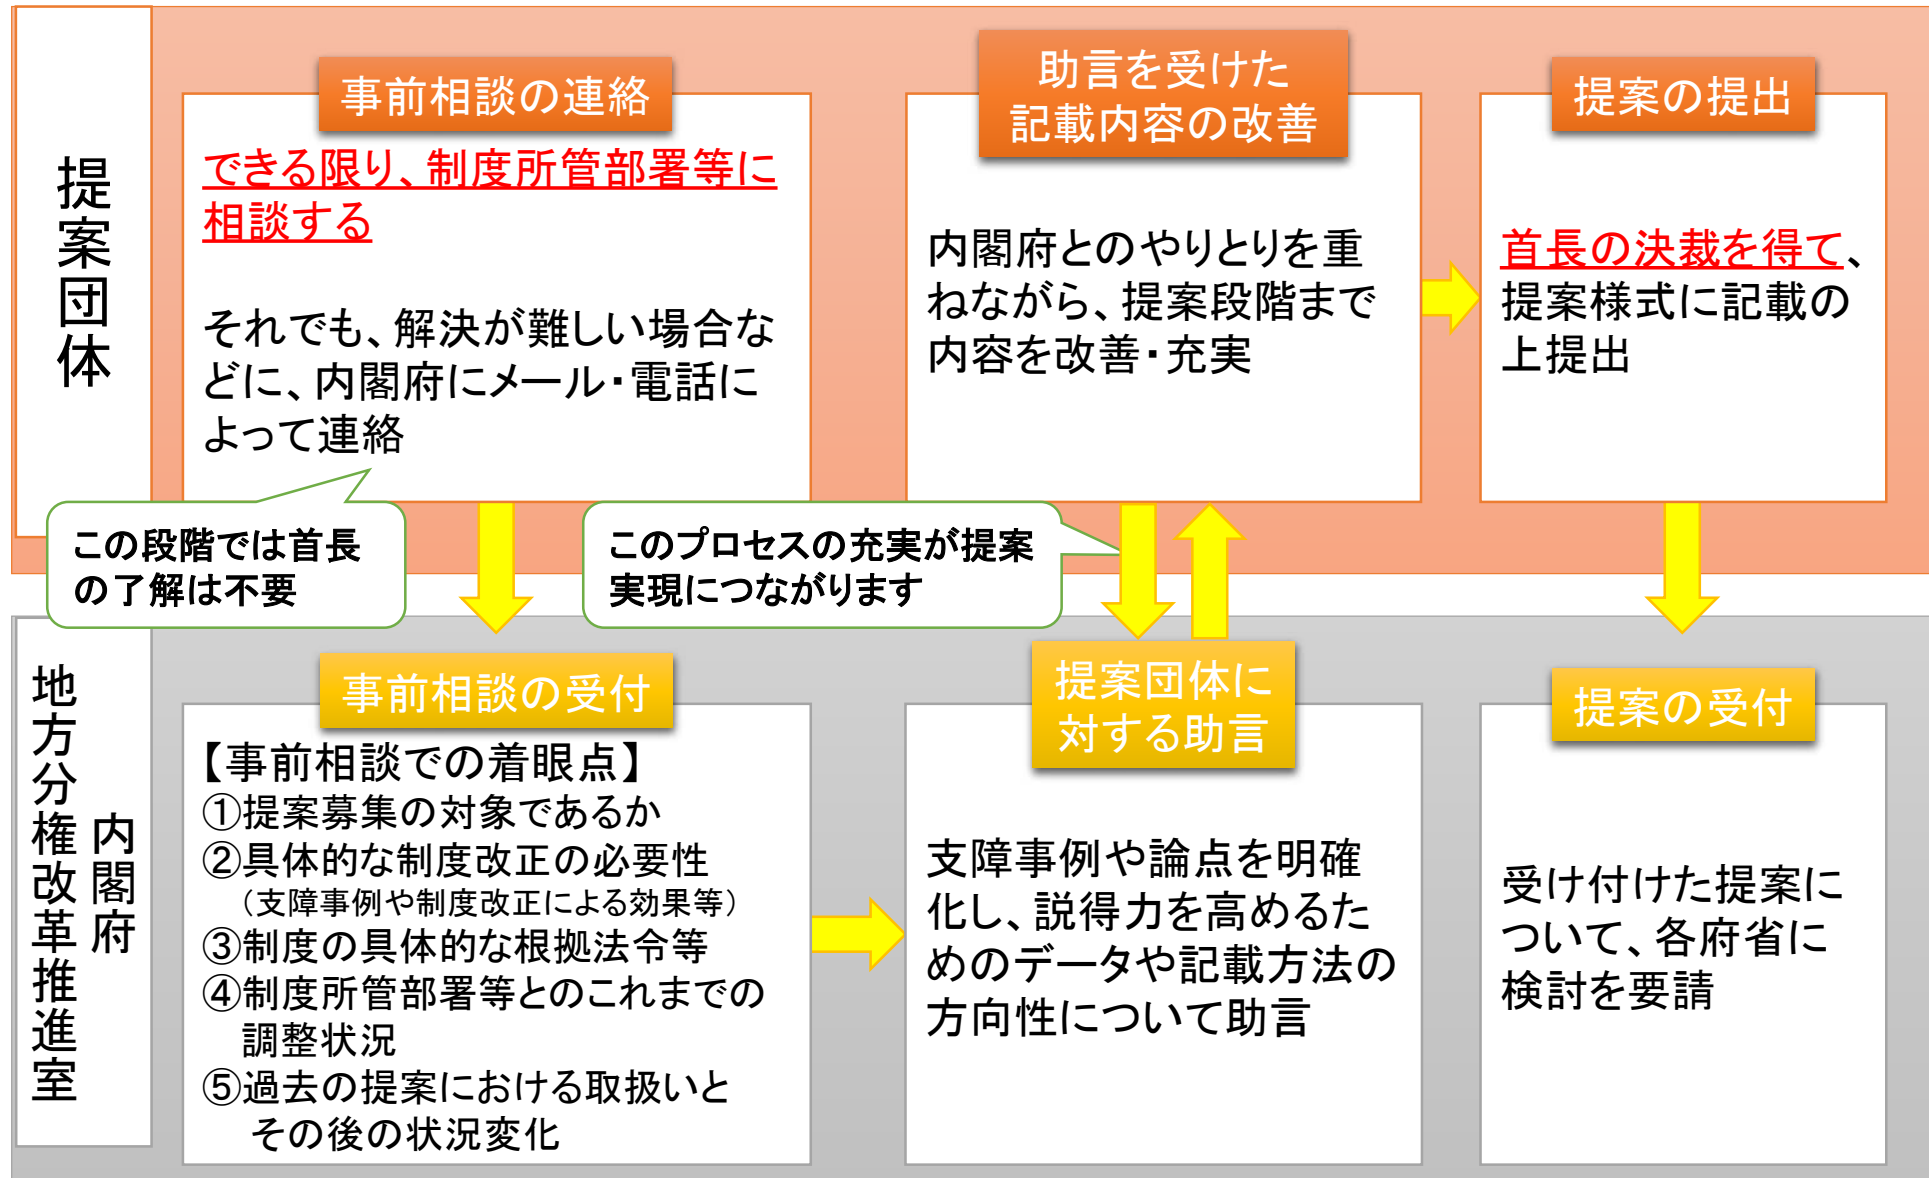 提案団体
事前相談の連絡
できる限り、制度所管部署等に
相談する
それでも、解決が難しい場合な
どに、内閣府にメール・電話に
よって連絡
この段階では首長
の了解は不要
助言を受けた
記載内容の改善
内閣府とのやりとりを重
ねながら、提案段階まで
内容を改善・充実
このプロセスの充実が提案
実現につながります
提案の提出
首長の決裁を得て、
提案様式に記載の
上提出
内閣府
地方分権改革推進室
事前相談の受付
【事前相談での着眼点】
①提案募集の対象であるか
②具体的な制度改正の必要性
（支障事例や制度改正による効果等）
③制度の具体的な根拠法令等
④制度所管部署等とのこれまでの
調整状況
⑤過去の提案における取扱いと
その後の状況変化
提案団体に
対する助言
支障事例や論点を明確
化し、説得力を高めるた
めのデータや記載方法の
方向性について助言
提案の受付
受け付けた提案に
ついて、各府省に
検討を要請